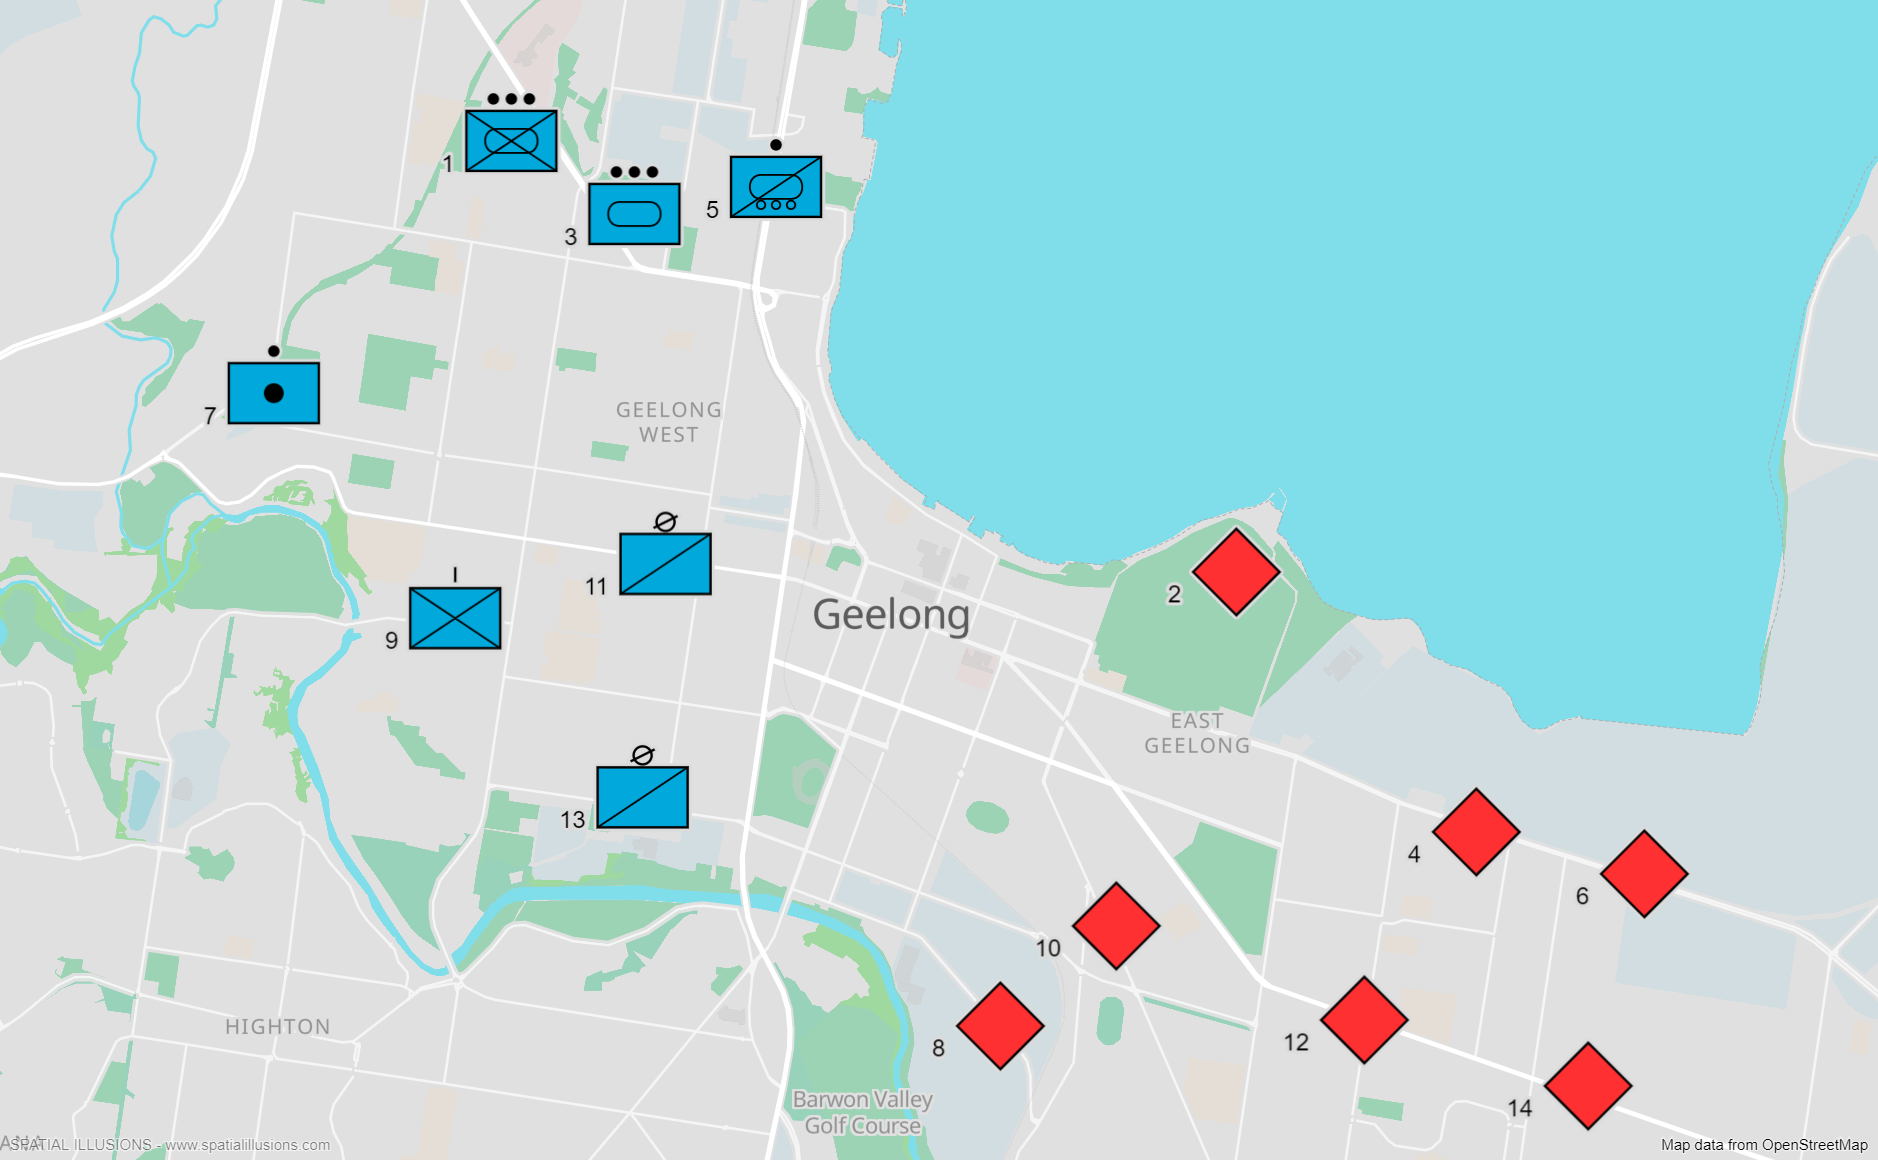 1
3
5
7
GEELONG
WEST
11
9
Geelong
2
EAST
GEELONG
13
4
6
10
8
12
14
HIGHTON
Barwon Valley
Golf Course
SPATIAL ILLUSIONS - www.spatialillusions.com
Map data from OpenStreetMap